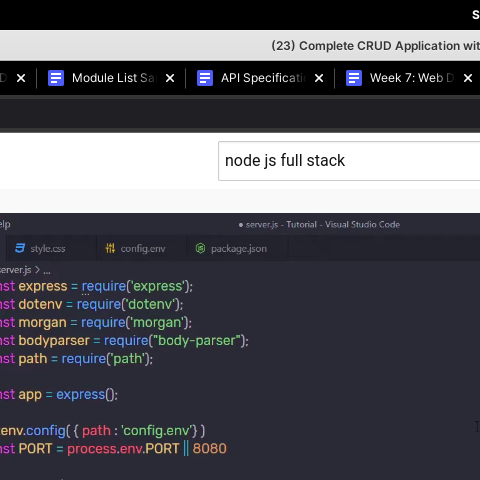 S
(23) Complete CRUD Application wit
Module List Sa
API Specificati
Week 7: Web D
node js full stack
elp
server.js - Tutorial - Visual Studio Code
style.css
config.env
package.json
server.js > ...
nst express = require('express');
nst dotenv = require('dotenv');
nst morgan = require('morgan');
nst bodyparser = require("body-parser");
nst path = require('path');
nst app = express();
env.config( { path : 'config.env'} )
nst PORT = process.env.PORT || 8080